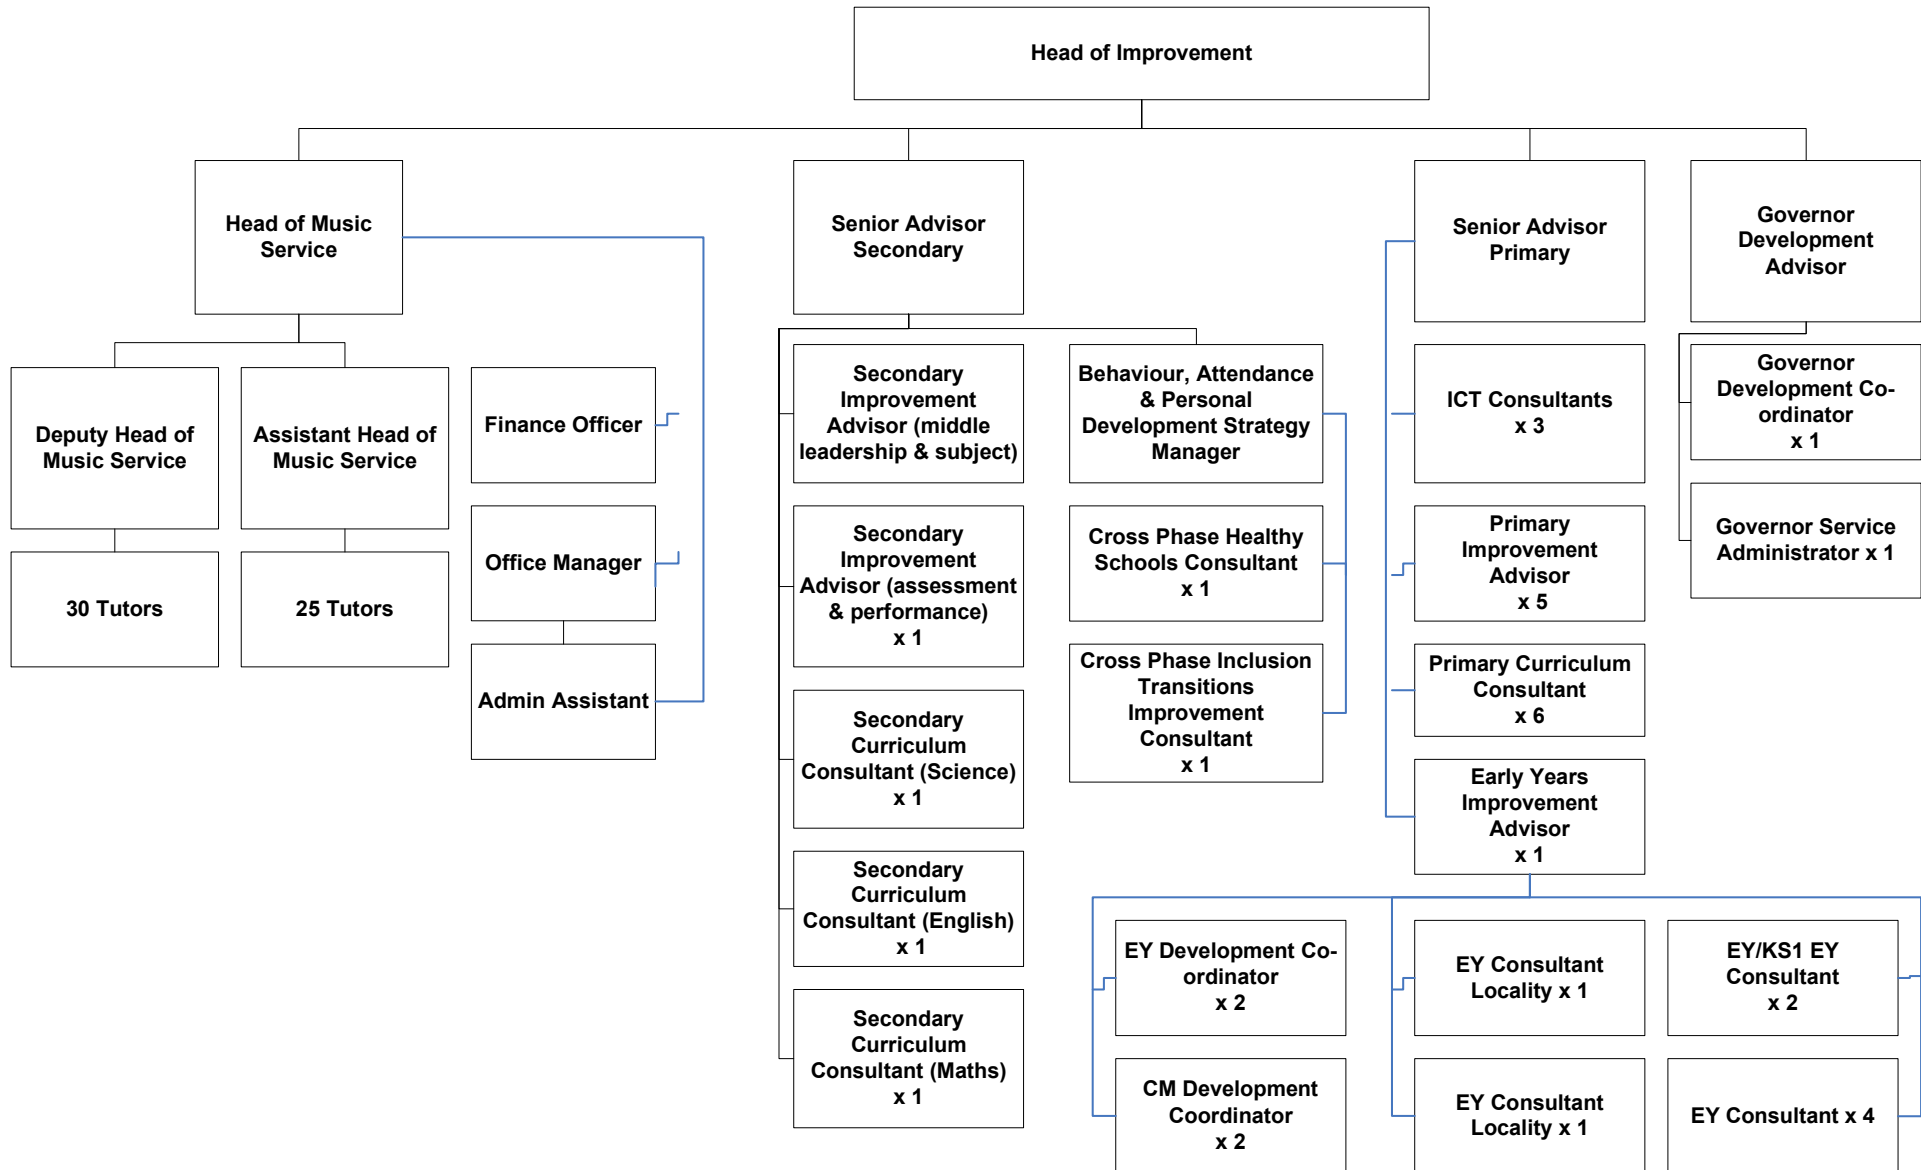 Head of Improvement
Head of Music
Service
Senior Advisor
Secondary
Senior Advisor
Primary
Governor
Development
Advisor
Deputy Head of
Music Service
Assistant Head of
Music Service
30 Tutors
25 Tutors
Finance Officer
Office Manager
Admin Assistant
Secondary
Improvement
Advisor (middle
leadership & subject)
Secondary
Improvement
Advisor (assessment
& performance)
x 1
Secondary
Curriculum
Consultant (Science)
x 1
Secondary
Curriculum
Consultant (English)
x 1
Secondary
Curriculum
Consultant (Maths)
x 1
Behaviour, Attendance
& Personal
Development Strategy
Manager
Cross Phase Healthy
Schools Consultant
x 1
Cross Phase Inclusion
Transitions
Improvement
Consultant
x 1
ICT Consultants
x 3
Primary
Improvement
Advisor
x 5
Primary Curriculum
Consultant
x 6
Early Years
Improvement
Advisor
x 1
Governor
Development Co-
ordinator
x 1
Governor Service
Administrator x 1
EY Development Co-
ordinator
x 2
EY Consultant
Locality x 1
EY/KS1 EY
Consultant
x 2
CM Development
Coordinator
x 2
EY Consultant
Locality x 1
EY Consultant x 4